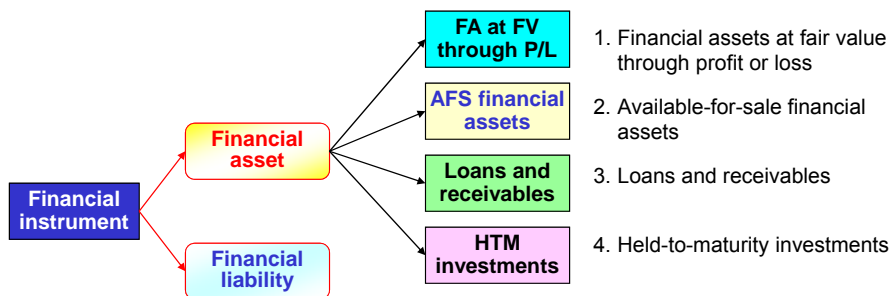 Financial
instrument
Financial
asset
Financial
liability
FA at FV
through P/L
AFS financial
assets
Loans and
receivables
HTM
investments
1. Financial assets at fair value
through profit or loss
2. Available-for-sale financial
assets
3. Loans and receivables
4. Held-to-maturity investments